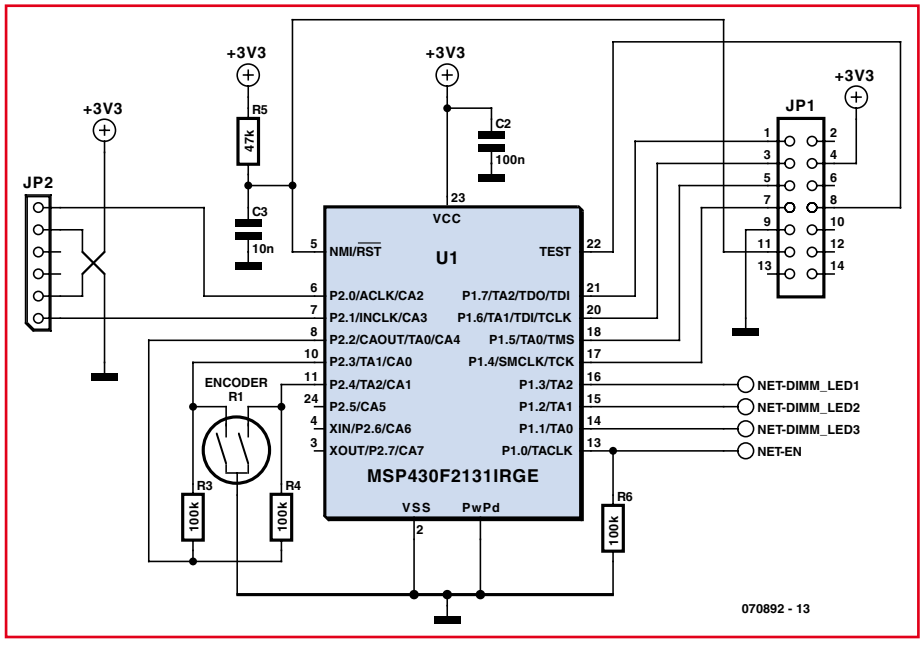 +3V3
+3V3
+3V3
+3V3
R5
47k
C2
100n
JP1
1
2
3
4
5
6
7
8
9
10
11
12
13
14
JP2
C3
10n
23
VCC
U1
5
NMI/RST
TEST
22
6
P2.0/ACLK/CA2
P1.7/TA2/TDO/TDI
21
7
P2.1/INCLK/CA3
P1.6/TA1/TDI/TCLK
20
8
P2.2/CAOUT/TA0/CA4
P1.5/TA0/TMS
18
10
P2.3/TA1/CA0
P1.4/SMCLK/TCK
17
11
P2.4/TA2/CA1
P1.3/TA2
16
NET-DIMM_LED1
24
P2.5/CA5
P1.2/TA1
15
NET-DIMM_LED2
4
XIN/P2.6/CA6
P1.1/TA0
14
NET-DIMM_LED3
3
XOUT/P2.7/CA7
P1.0/TACLK
13
NET-EN
ENCODER
R1
MSP430F2131IRGE
VSS
PwPd
2
R3
100k
R4
100k
R6
100k
070892 - 13